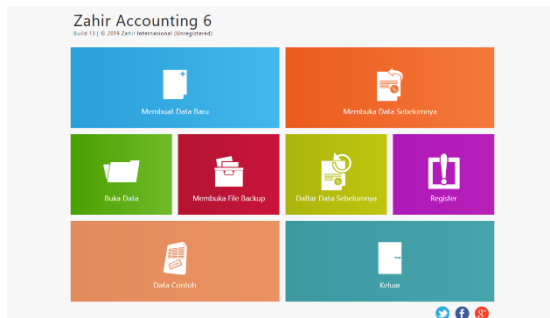 Zahir Accounting 6
Build 13 | © 2019 Zahir Internasional (Unregistered)
Membuat Data Baru
Membuka Data Sebelumnya
Buka Data
Membuka File Backup
Daftar Data Sebelumnya
Register
Data Contoh
Keluar